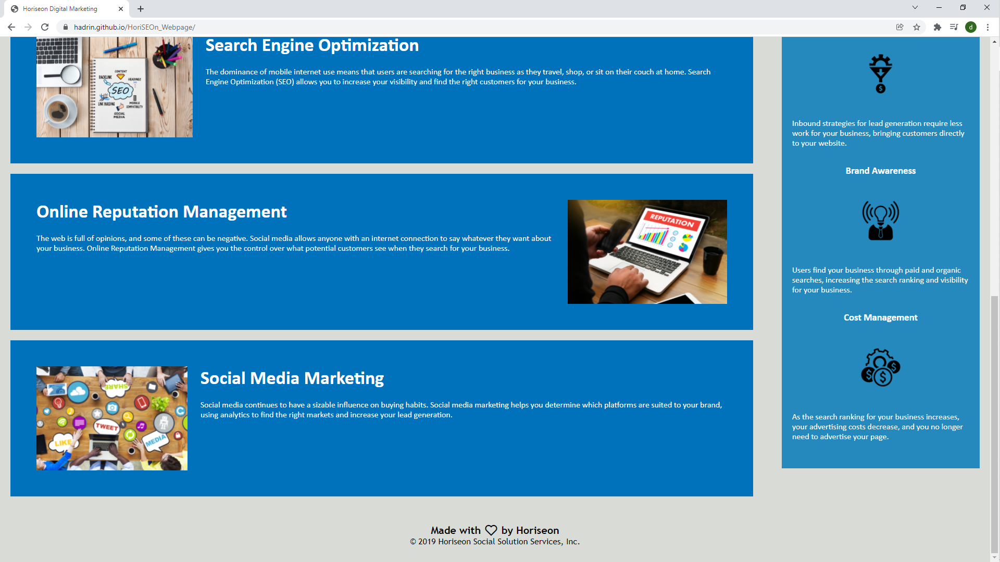 Horiseon Digital Marketing
hadrin.github.io/HoriSEOn_Webpage/
d
Search Engine Optimization
The dominance of mobile internet use means that users are searching for the right business as they travel, shop, or sit on their couch at home. Search
Engine Optimization (SEO) allows you to increase your visibility and find the right customers for your business.
CONTENT
BACKLINK
HEADINGS
SEO
LINK BUILDING
MOBILE
COMPATIBILITY
SOCIAL
MEDIA
Online Reputation Management
The web is full of opinions, and some of these can be negative. Social media allows anyone with an internet connection to say whatever they want about
your business. Online Reputation Management gives you the control over what potential customers see when they search for your business.
REPUTATION
SHARE
TWEET
LIKE
MEDIA
Social Media Marketing
Social media continues to have a sizable influence on buying habits. Social media marketing helps you determine which platforms are suited to your brand,
using analytics to find the right markets and increase your lead generation.
$
Inbound strategies for lead generation require less
work for your business, bringing customers directly
to your website.
Brand Awareness
Users find your business through paid and organic
searches, increasing the search ranking and visibility
for your business.
Cost Management
$ $ $
As the search ranking for your business increases,
your advertising costs decrease, and you no longer
need to advertise your page.
Made with by Horiseon
© 2019 Horiseon Social Solution Services, Inc.